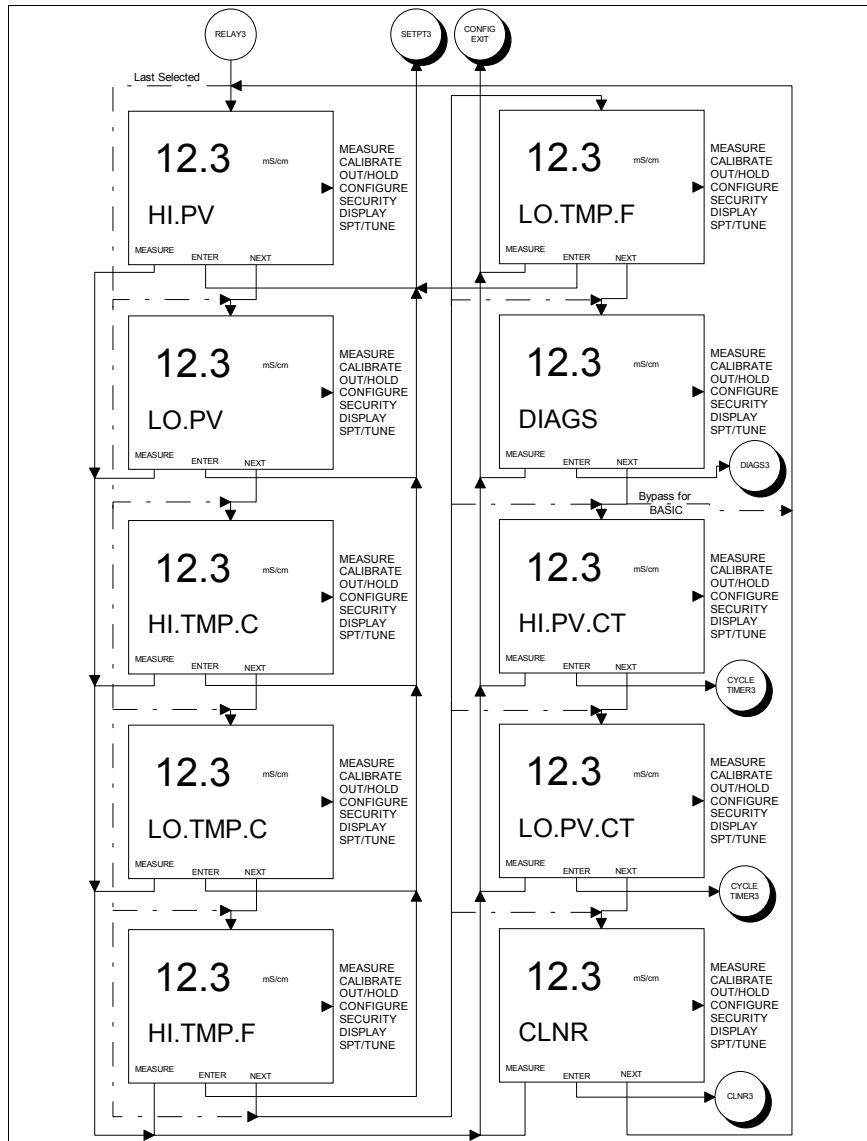 RELAY3
SETPT3
CONFIG
EXIT
Last Selected
12.3
mS/cm
HI.PV
MEASURE
CALIBRATE
OUT/HOLD
CONFIGURE
SECURITY
DISPLAY
SPT/TUNE
MEASURE
ENTER
NEXT
12.3
mS/cm
LO.PV
MEASURE
CALIBRATE
OUT/HOLD
CONFIGURE
SECURITY
DISPLAY
SPT/TUNE
MEASURE
ENTER
NEXT
12.3
mS/cm
HI.TMP.C
MEASURE
CALIBRATE
OUT/HOLD
CONFIGURE
SECURITY
DISPLAY
SPT/TUNE
MEASURE
ENTER
NEXT
12.3
mS/cm
LO.TMP.C
MEASURE
CALIBRATE
OUT/HOLD
CONFIGURE
SECURITY
DISPLAY
SPT/TUNE
MEASURE
ENTER
NEXT
12.3
mS/cm
HI.TMP.F
MEASURE
CALIBRATE
OUT/HOLD
CONFIGURE
SECURITY
DISPLAY
SPT/TUNE
MEASURE
ENTER
NEXT
12.3
mS/cm
LO.TMP.F
MEASURE
CALIBRATE
OUT/HOLD
CONFIGURE
SECURITY
DISPLAY
SPT/TUNE
MEASURE
ENTER
NEXT
12.3
mS/cm
DIAGS
MEASURE
CALIBRATE
OUT/HOLD
CONFIGURE
SECURITY
DISPLAY
SPT/TUNE
MEASURE
ENTER
NEXT
DIAGS3
Bypass for
BASIC
12.3
mS/cm
HI.PV.CT
MEASURE
CALIBRATE
OUT/HOLD
CONFIGURE
SECURITY
DISPLAY
SPT/TUNE
MEASURE
ENTER
NEXT
CYCLE
TIMER3
12.3
mS/cm
LO.PV.CT
MEASURE
CALIBRATE
OUT/HOLD
CONFIGURE
SECURITY
DISPLAY
SPT/TUNE
MEASURE
ENTER
NEXT
CYCLE
TIMER3
12.3
mS/cm
CLNR
MEASURE
CALIBRATE
OUT/HOLD
CONFIGURE
SECURITY
DISPLAY
SPT/TUNE
MEASURE
ENTER
NEXT
CLNR3